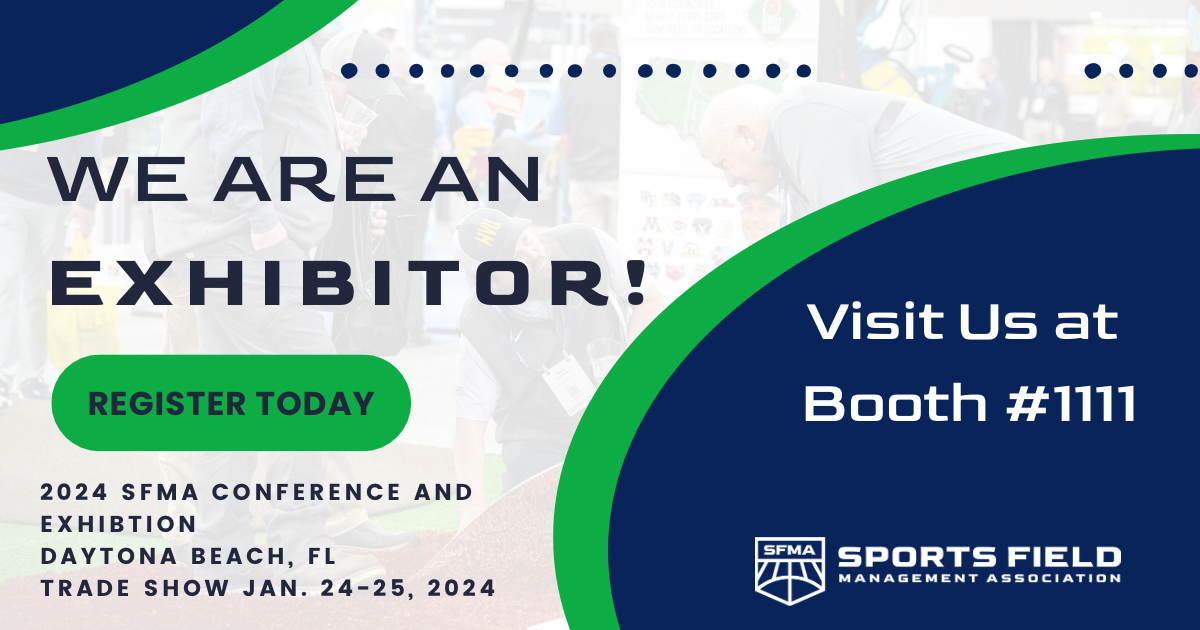 WE ARE AN
EXHIBITOR!
REGISTER TODAY
2024 SFMA CONFERENCE AND
EXHIBTION
DAYTONA BEACH, FL
TRADE SHOW JAN. 24-25, 2024
Visit Us at
Booth #1111
SFMA
SPORTS FIELD
MANAGEMENT ASSOCIATION